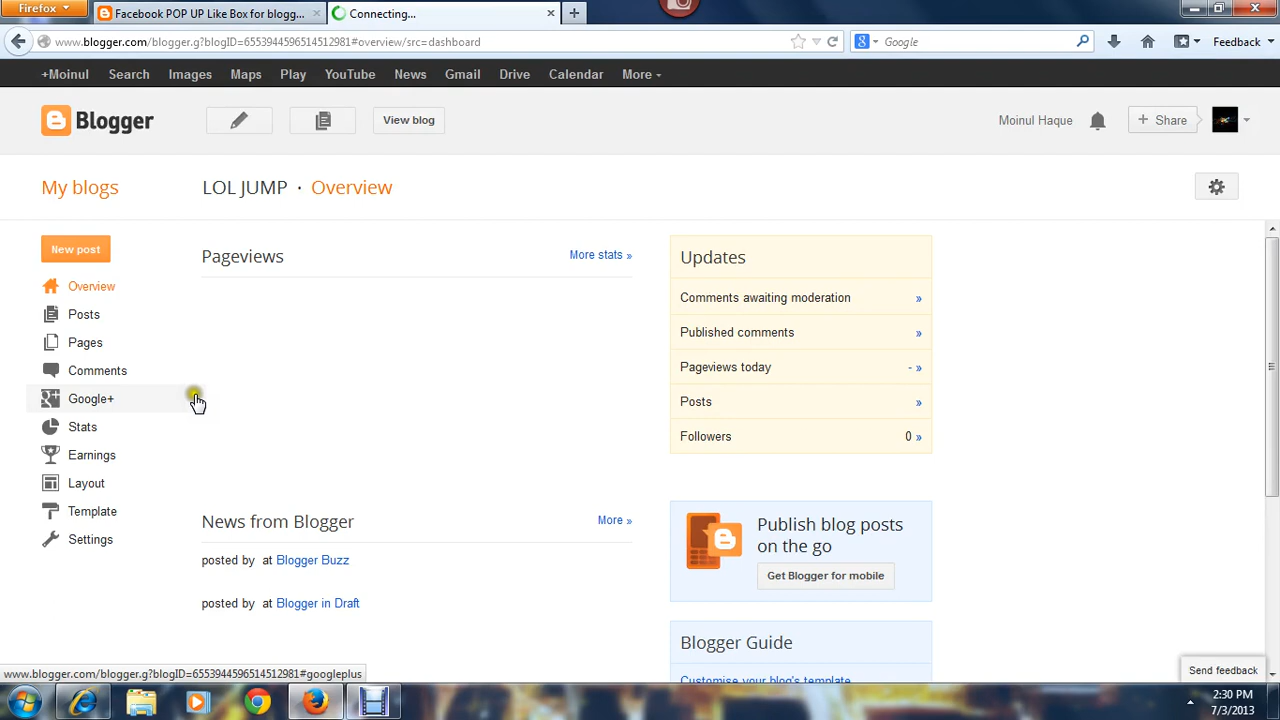 Firefox
Facebook POP UP Like Box for blogg...
Connecting...
www.blogger.com/blogger.g?blogID=6553944596514512981#overview/src=dashboard
Google
Feedback
+Moinul Search Images Maps Play YouTube News Gmail Drive Calendar More
Blogger
View blog
Moinul Haque
+ Share
My blogs
LOL JUMP · Overview
New post
Overview
Posts
Pages
Comments
Google+
Stats
Earnings
Layout
Template
Settings
Pageviews
More stats »
News from Blogger
More »
posted by at Blogger Buzz
posted by at Blogger in Draft
Updates
Comments awaiting moderation »
Published comments »
Pageviews today - »
Posts »
Followers 0 »
Publish blog posts
on the go
Get Blogger for mobile
Blogger Guide
Customise your blog's template
Send feedback
www.blogger.com/blogger.g?blogID=6553944596514512981#googleplus
2:30 PM
7/3/2013